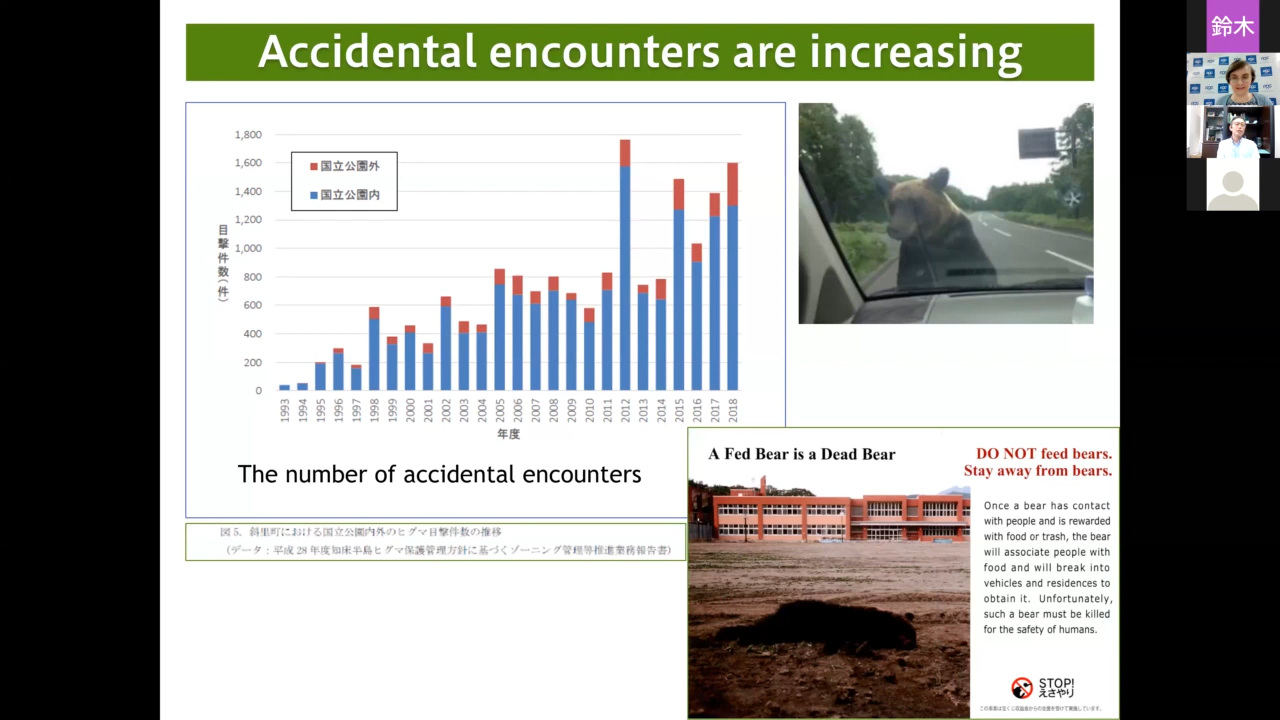 Accidental encounters are increasing
鈴木
1,800
1,600
1,400
1,200
1,000
800
600
400
200
0
国立公園外
国立公園内
目撃件数(件)
1993 1994 1995 1996 1997 1998 1999 2000 2001 2002 2003 2004 2005 2006 2007 2008 2009 2010 2011 2012 2013 2014 2015 2016 2017 2018
年度
The number of accidental encounters
図 5. 斜里町における国立公園内外のヒグマ目撃件数の推移
(データ:平成 28 年度知床半島ヒグマ保護管理方針に基づくゾーニング管理等推進業務報告書)
A Fed Bear is a Dead Bear
DO NOT feed bears.
Stay away from bears.
Once a bear has contact
with people and is rewarded
with food or trash, the bear
will associate people with
food and will break into
vehicles and residences to
obtain it. Unfortunately,
such a bear must be killed
for the safety of humans.
STOP!
えさやり